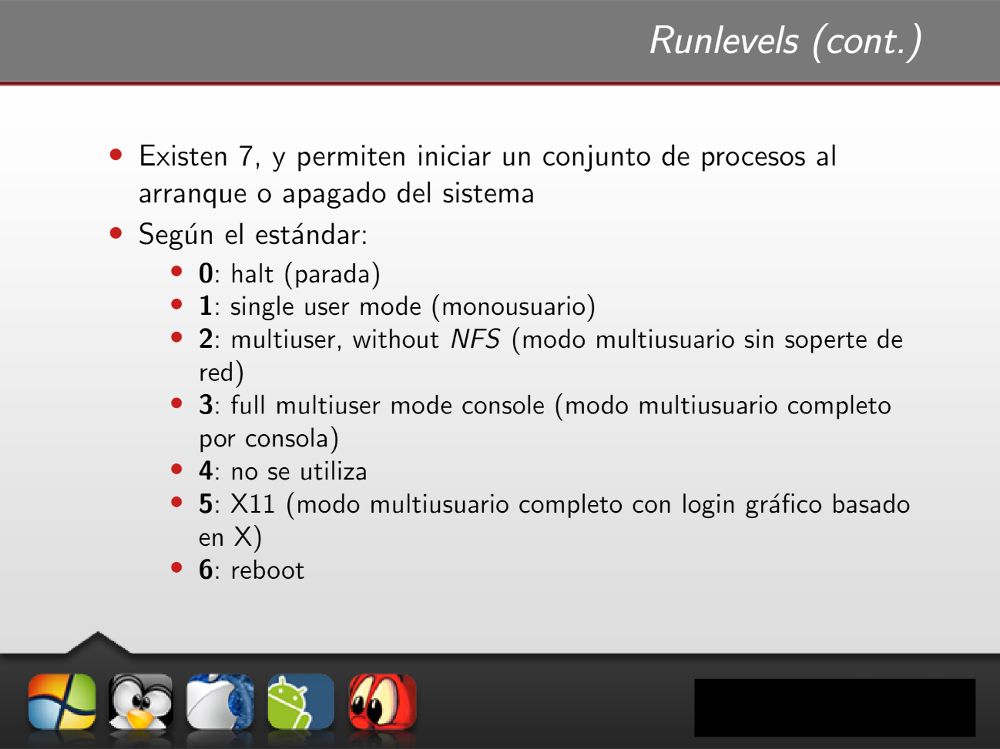 Runlevels (cont.)
• Existen 7, y permiten iniciar un conjunto de procesos al
arranque o apagado del sistema
• Según el estándar:
• 0: halt (parada)
• 1: single user mode (monousuario)
• 2: multiuser, without NFS (modo multiusuario sin soperte de
red)
• 3: full multiuser mode console (modo multiusuario completo
por consola)
• 4: no se utiliza
• 5: X11 (modo multiusuario completo con login gráfico basado
en X)
• 6: reboot